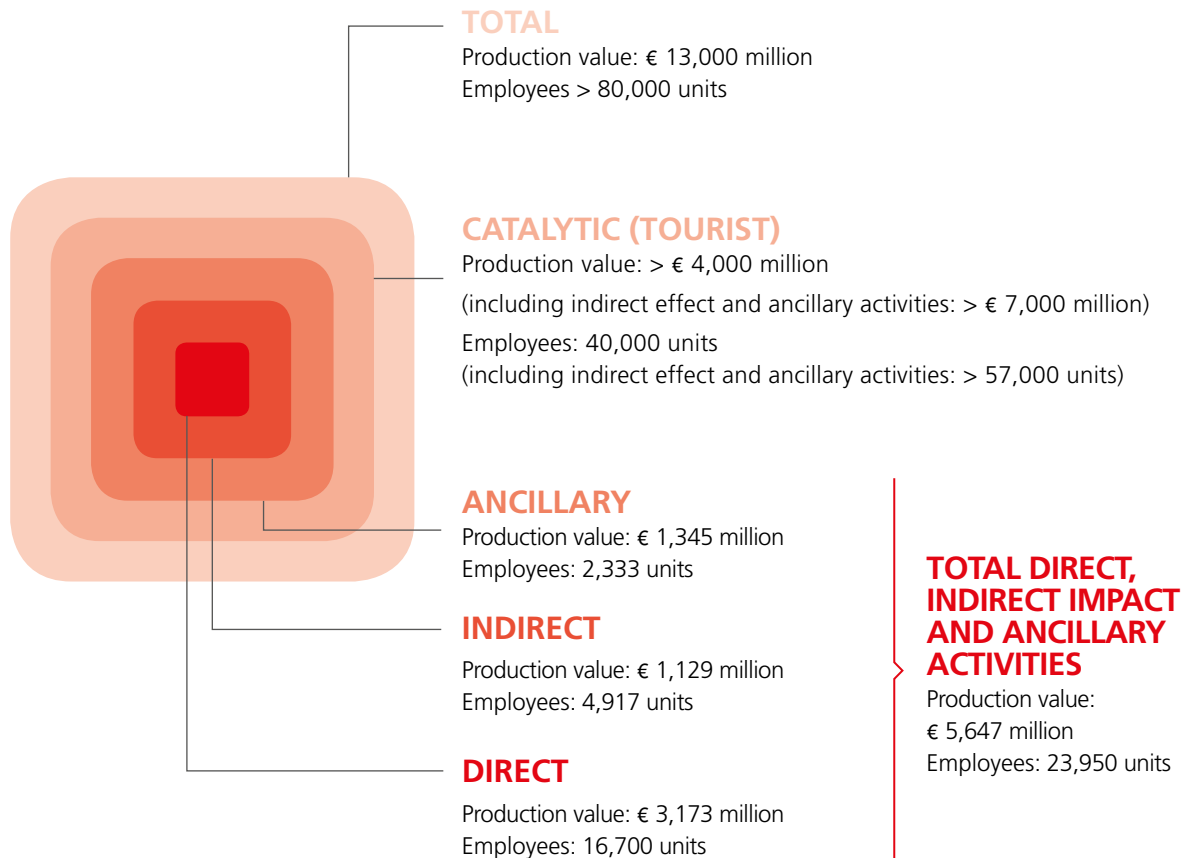 TOTAL
Production value: € 13,000 million
Employees > 80,000 units
CATALYTIC (TOURIST)
Production value: > € 4,000 million
(including indirect effect and ancillary activities: > € 7,000 million)
Employees: 40,000 units
(including indirect effect and ancillary activities: > 57,000 units)
ANCILLARY
Production value: € 1,345 million
Employees: 2,333 units
INDIRECT
Production value: € 1,129 million
Employees: 4,917 units
DIRECT
Production value: € 3,173 million
Employees: 16,700 units
TOTAL DIRECT,
INDIRECT IMPACT
AND ANCILLARY
ACTIVITIES
Production value:
€ 5,647 million
Employees: 23,950 units